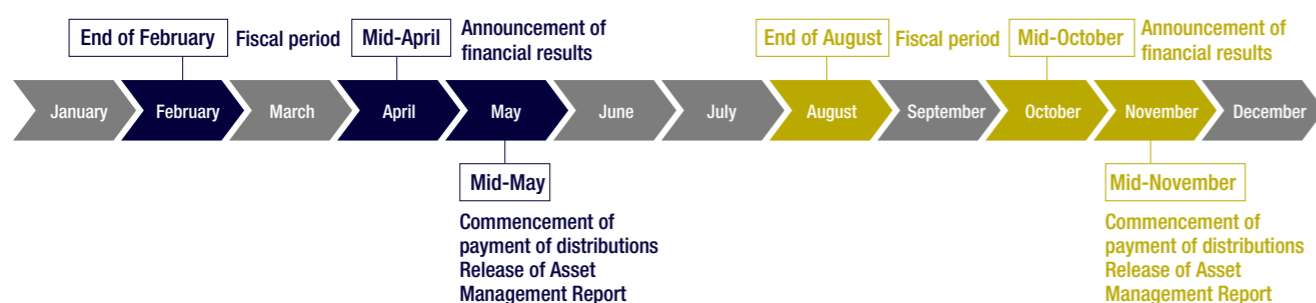 End of February Fiscal period Mid-April Announcement of
financial results
End of August Fiscal period Mid-October Announcement of
financial results
January February March April May June July August September October November December
Mid-May
Commencement of
payment of distributions
Release of Asset
Management Report
Mid-November
Commencement of
payment of distributions
Release of Asset
Management Report